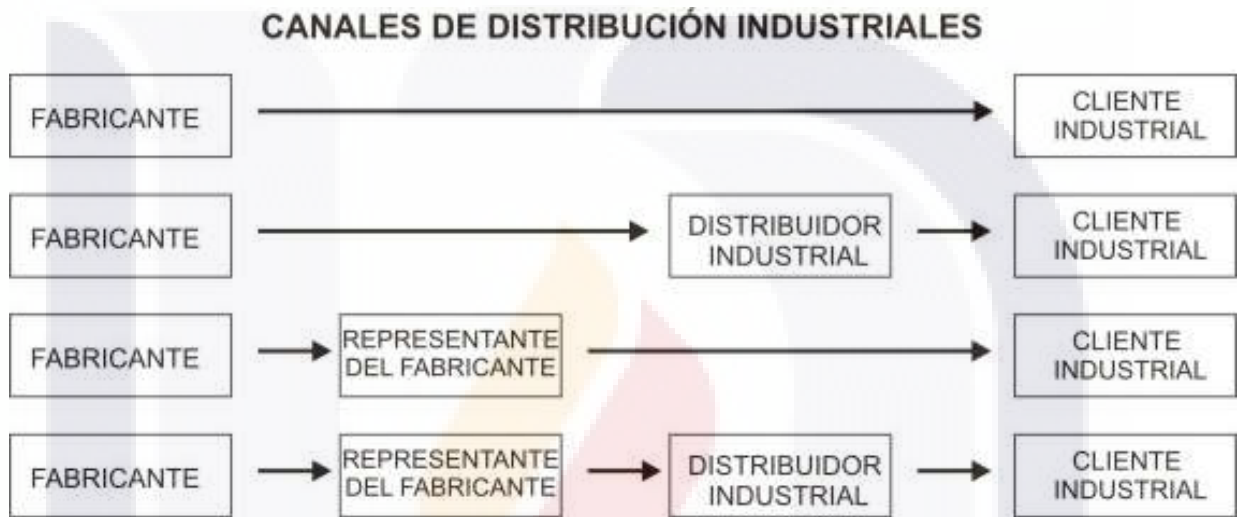 CANALES DE DISTRIBUCIÓN INDUSTRIALES
FABRICANTE
CLIENTE
INDUSTRIAL
FABRICANTE
DISTRIBUIDOR
INDUSTRIAL
CLIENTE
INDUSTRIAL
FABRICANTE
REPRESENTANTE
DEL FABRICANTE
CLIENTE
INDUSTRIAL
FABRICANTE
REPRESENTANTE
DEL FABRICANTE
DISTRIBUIDOR
INDUSTRIAL
CLIENTE
INDUSTRIAL